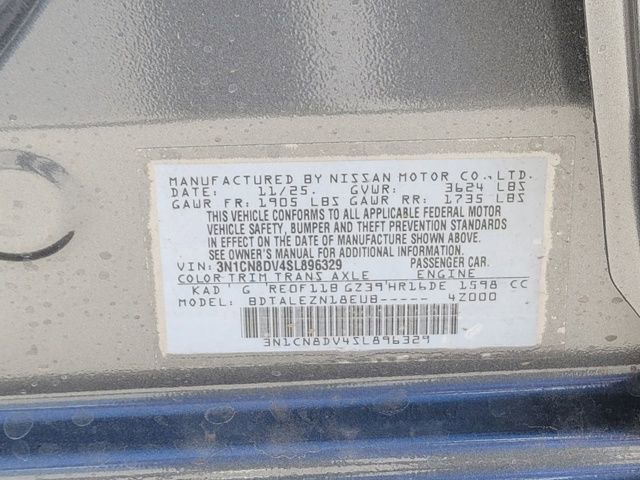 MANUFACTURED BY NISSAN MOTOR CO.,LTD.
DATE: 11/25. GVWR: 3624 LBS
GAWR FR: 1905 LBS GAWR RR: 1735 LBS
THIS VEHICLE CONFORMS TO ALL APPLICABLE FEDERAL MOTOR
VEHICLE SAFETY, BUMPER AND THEFT PREVENTION STANDARDS
IN EFFECT ON THE DATE OF MANUFACTURE SHOWN ABOVE.
SEE OWNER'S MANUAL FOR ADDITIONAL INFORMATION.
VIN: 3N1CN8DV4SL896329 PASSENGER CAR.
COLOR TRIM TRANS AXLE ENGINE
KAD G RE0F11B GZ39 HR16DE 1598 CC
MODEL: BDTALEZN18EUB----- 4Z000
3N1CN8DV4SL896329